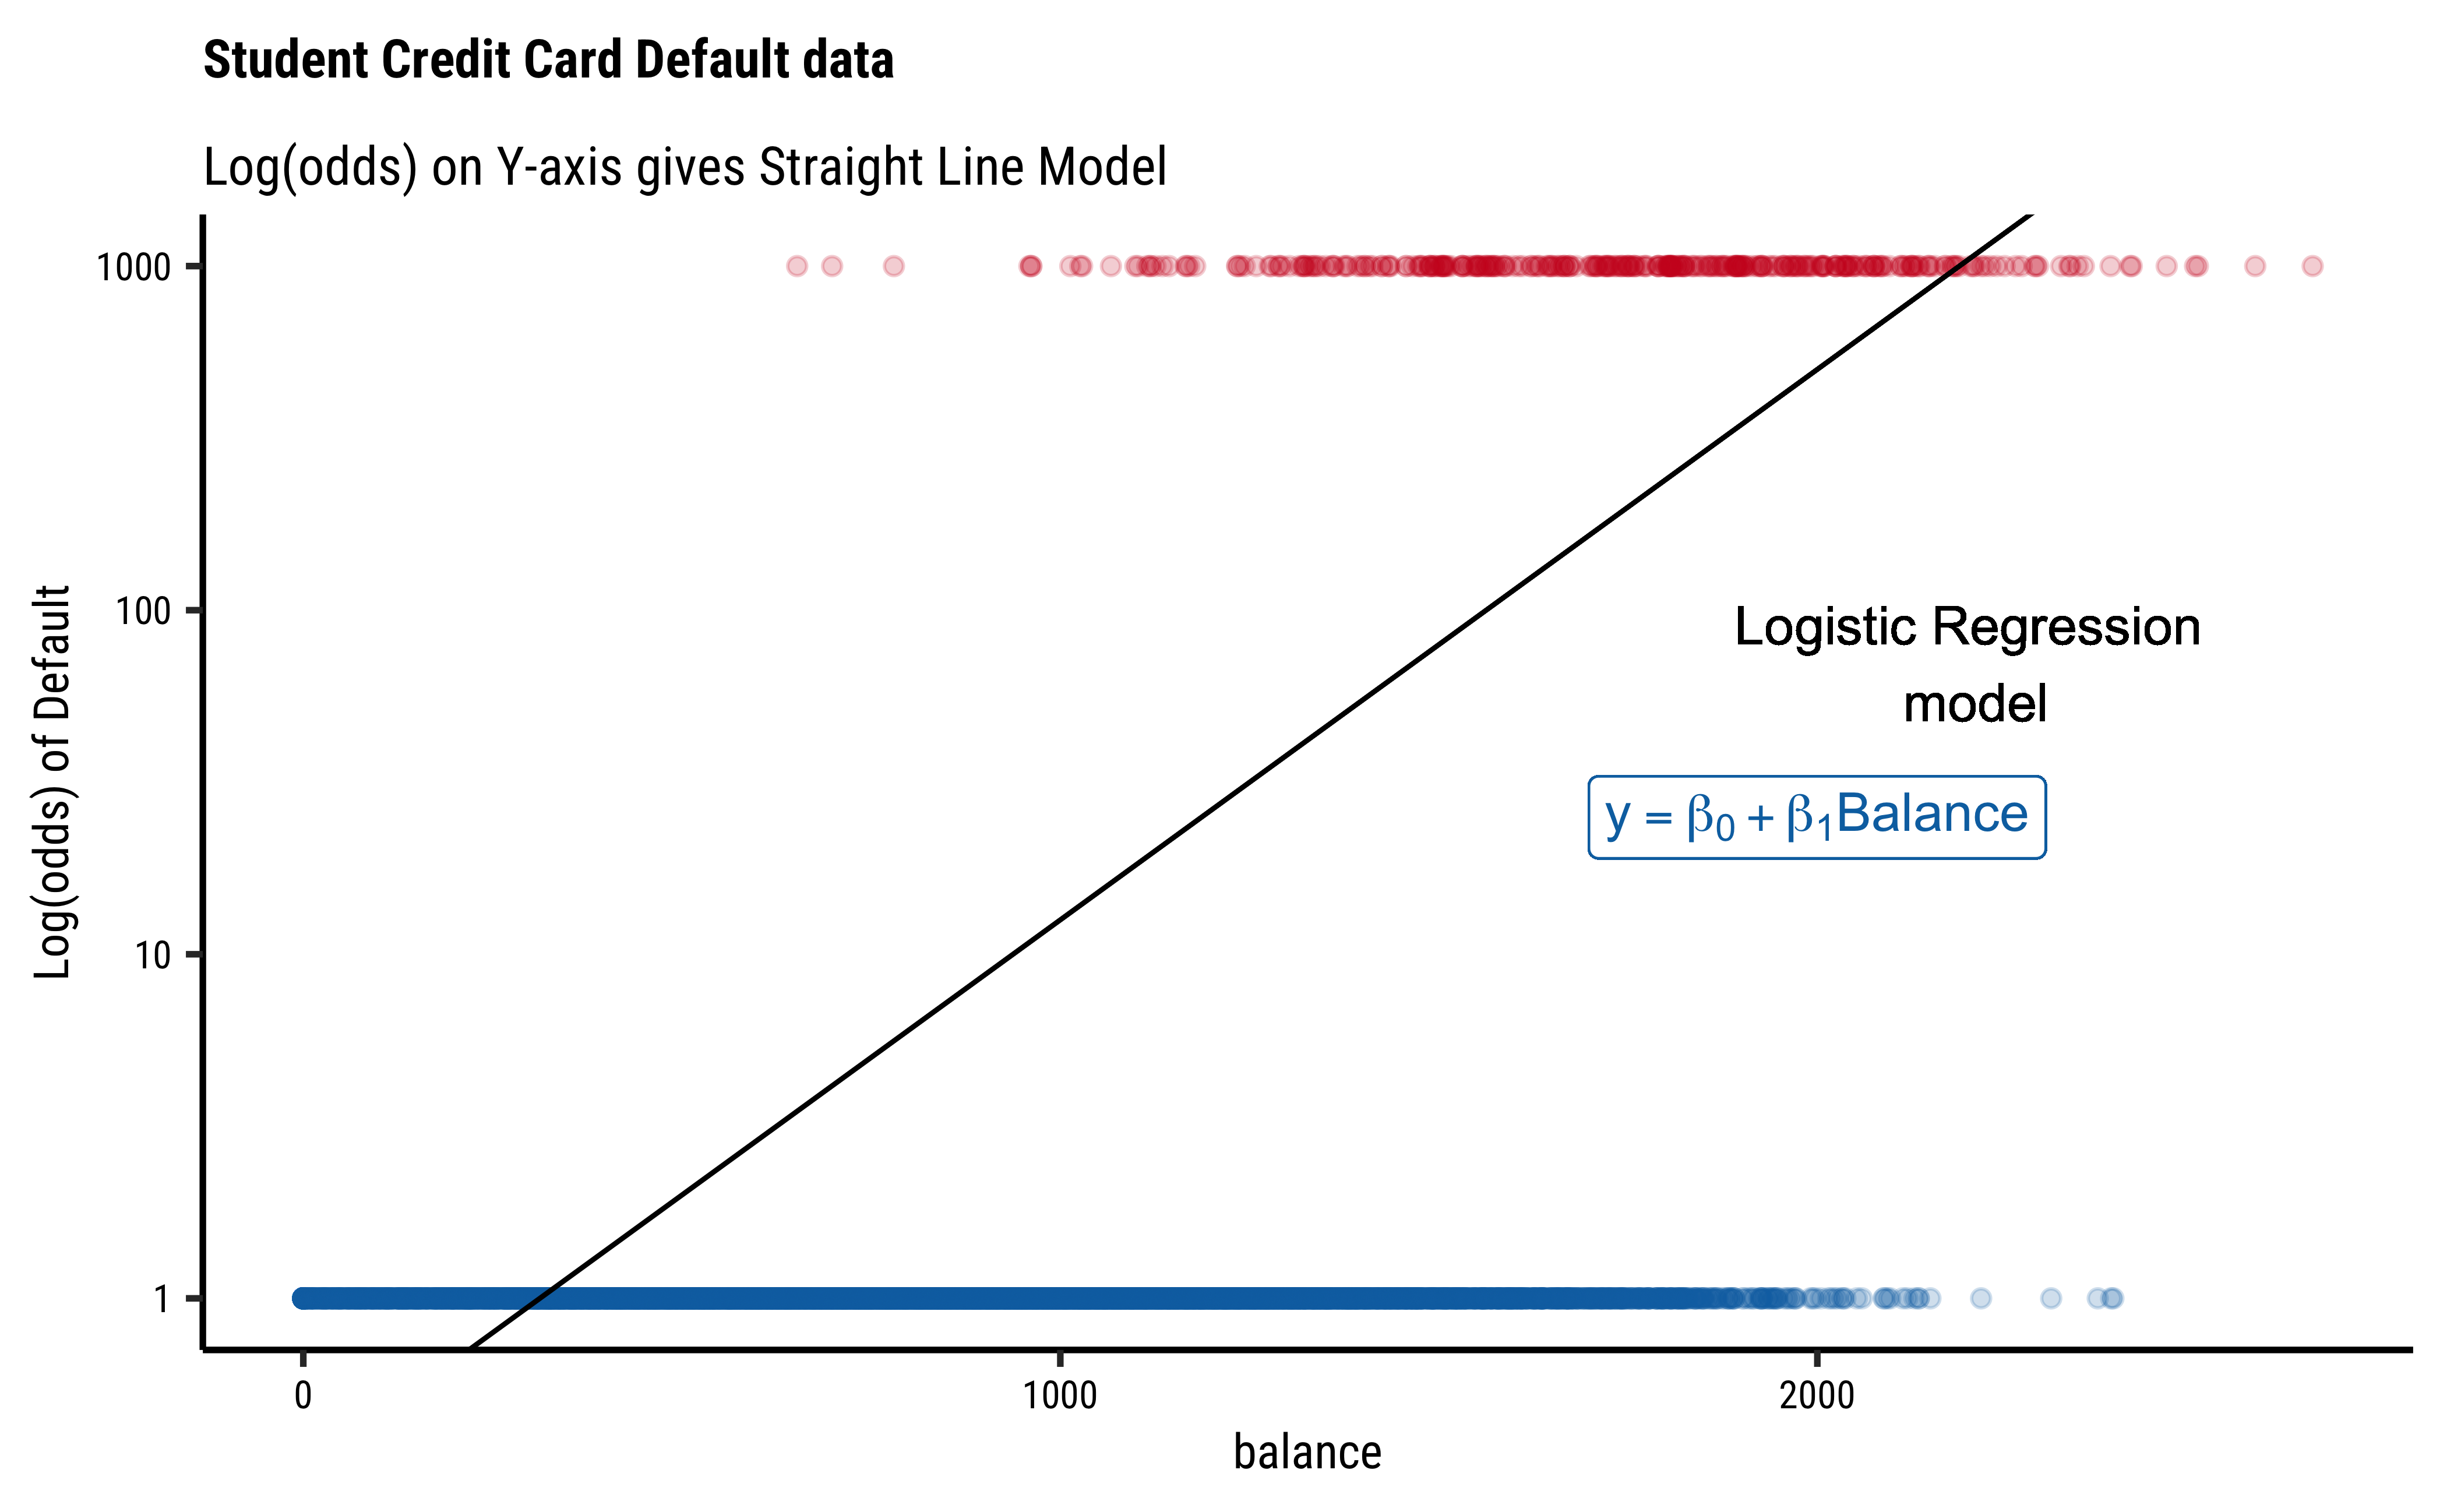 Student Credit Card Default data
Log(odds) on Y-axis gives Straight Line Model
Log(odds) of Default
1000
100
10
1
Logistic Regression
model
y = β₀ + β₁Balance
0 1000 2000
balance